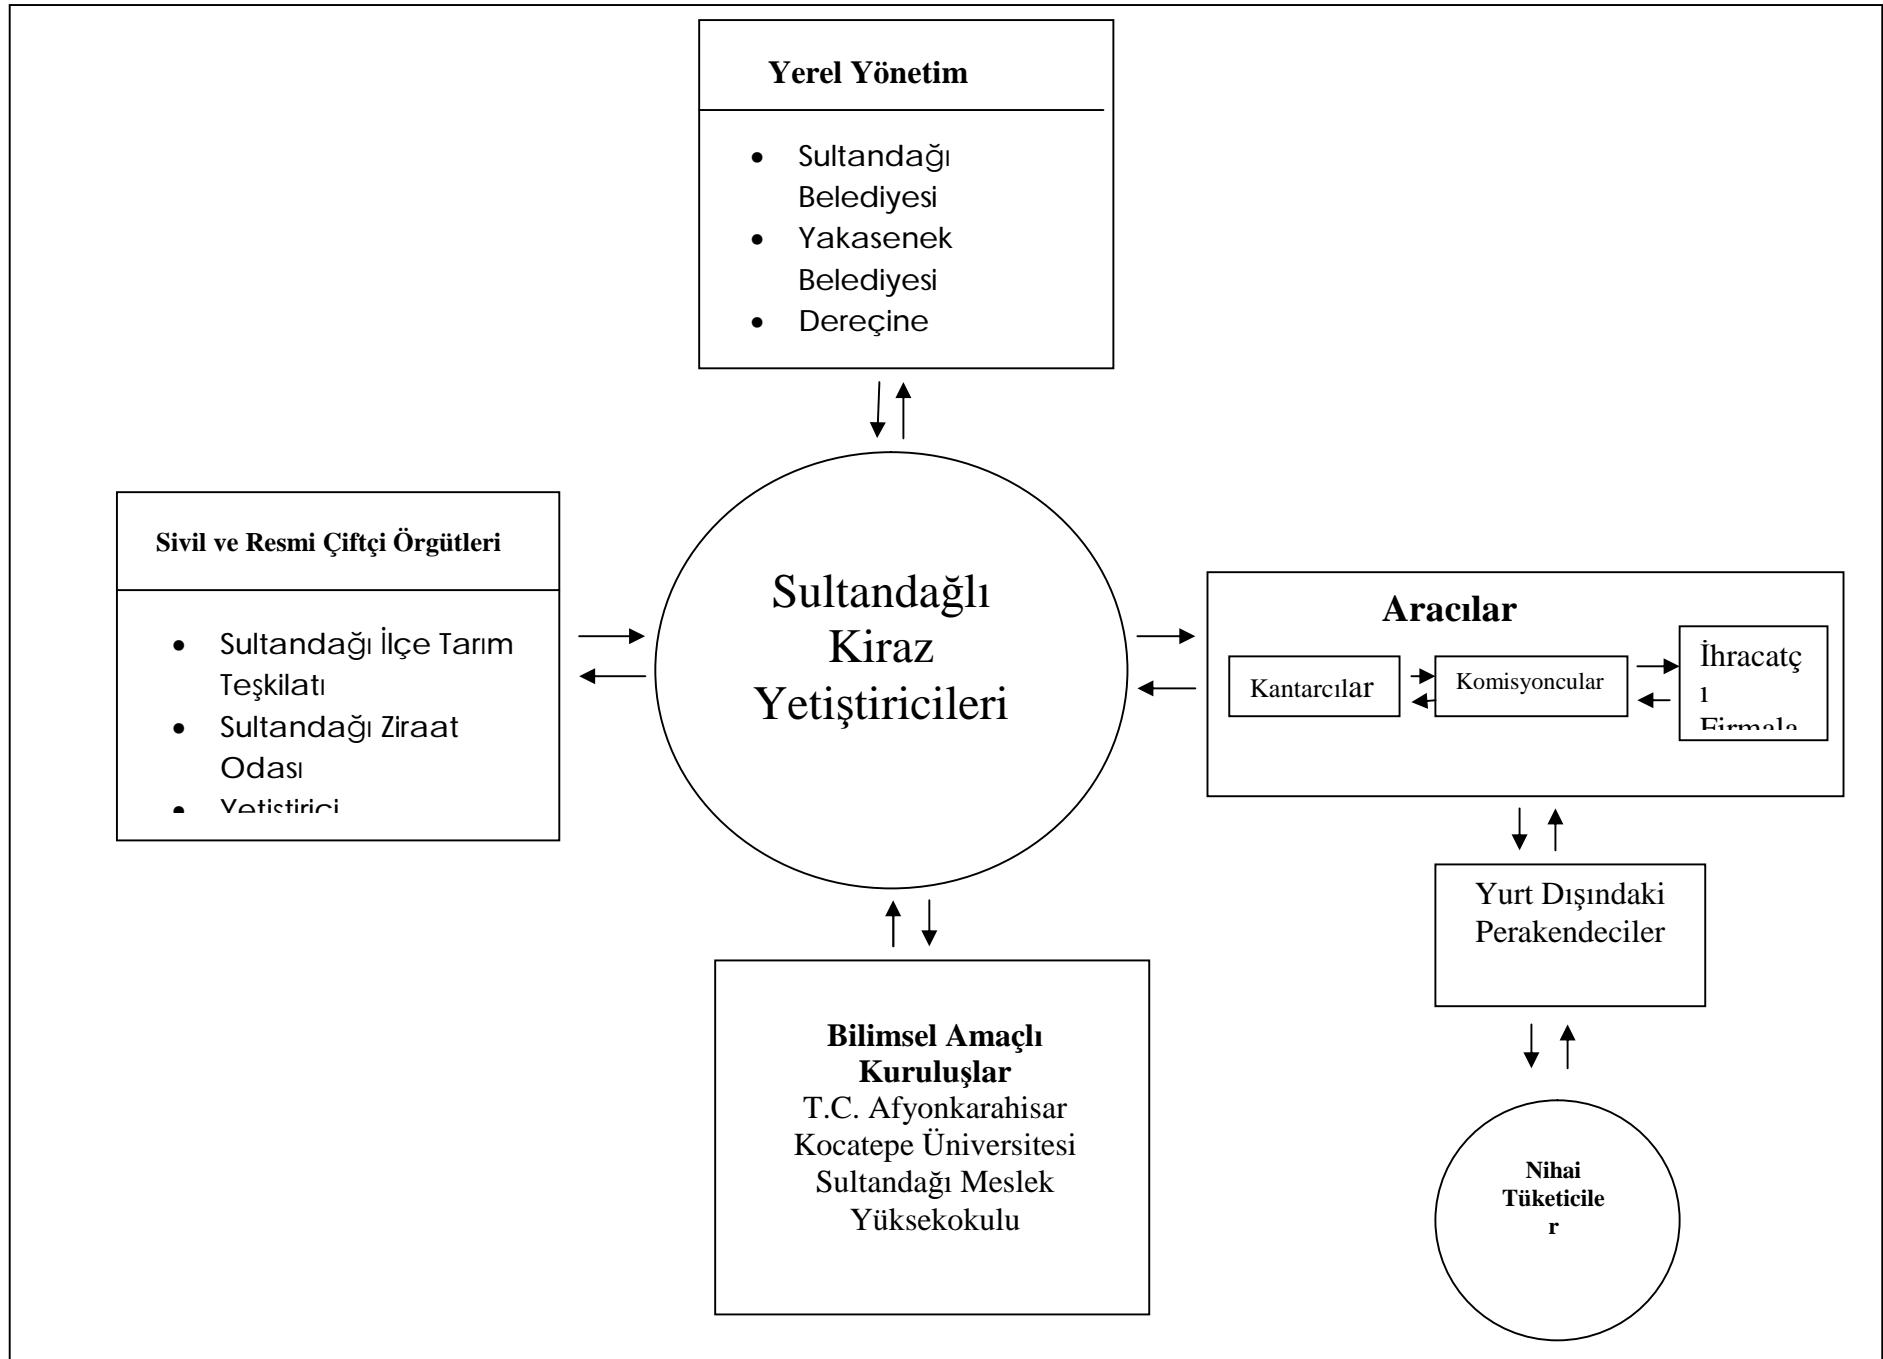 Yerel Yönetim
• Sultandağı
Belediyesi
• Yakasenek
Belediyesi
• Dereçine
Sivil ve Resmi Çiftçi Örgütleri
• Sultandağı İlçe Tarım
Teşkilatı
• Sultandağı Ziraat
Odası
• Yetiştirici
Sultandağlı
Kiraz
Yetiştiricileri
Aracılar
Kantarcılar
Komisyoncular
İhracatç
ı
Firmala
Yurt Dışındaki
Perakendeciler
Bilimsel Amaçlı
Kuruluşlar
T.C. Afyonkarahisar
Kocatepe Üniversitesi
Sultandağı Meslek
Yüksekokulu
Nihai
Tüketicile
r